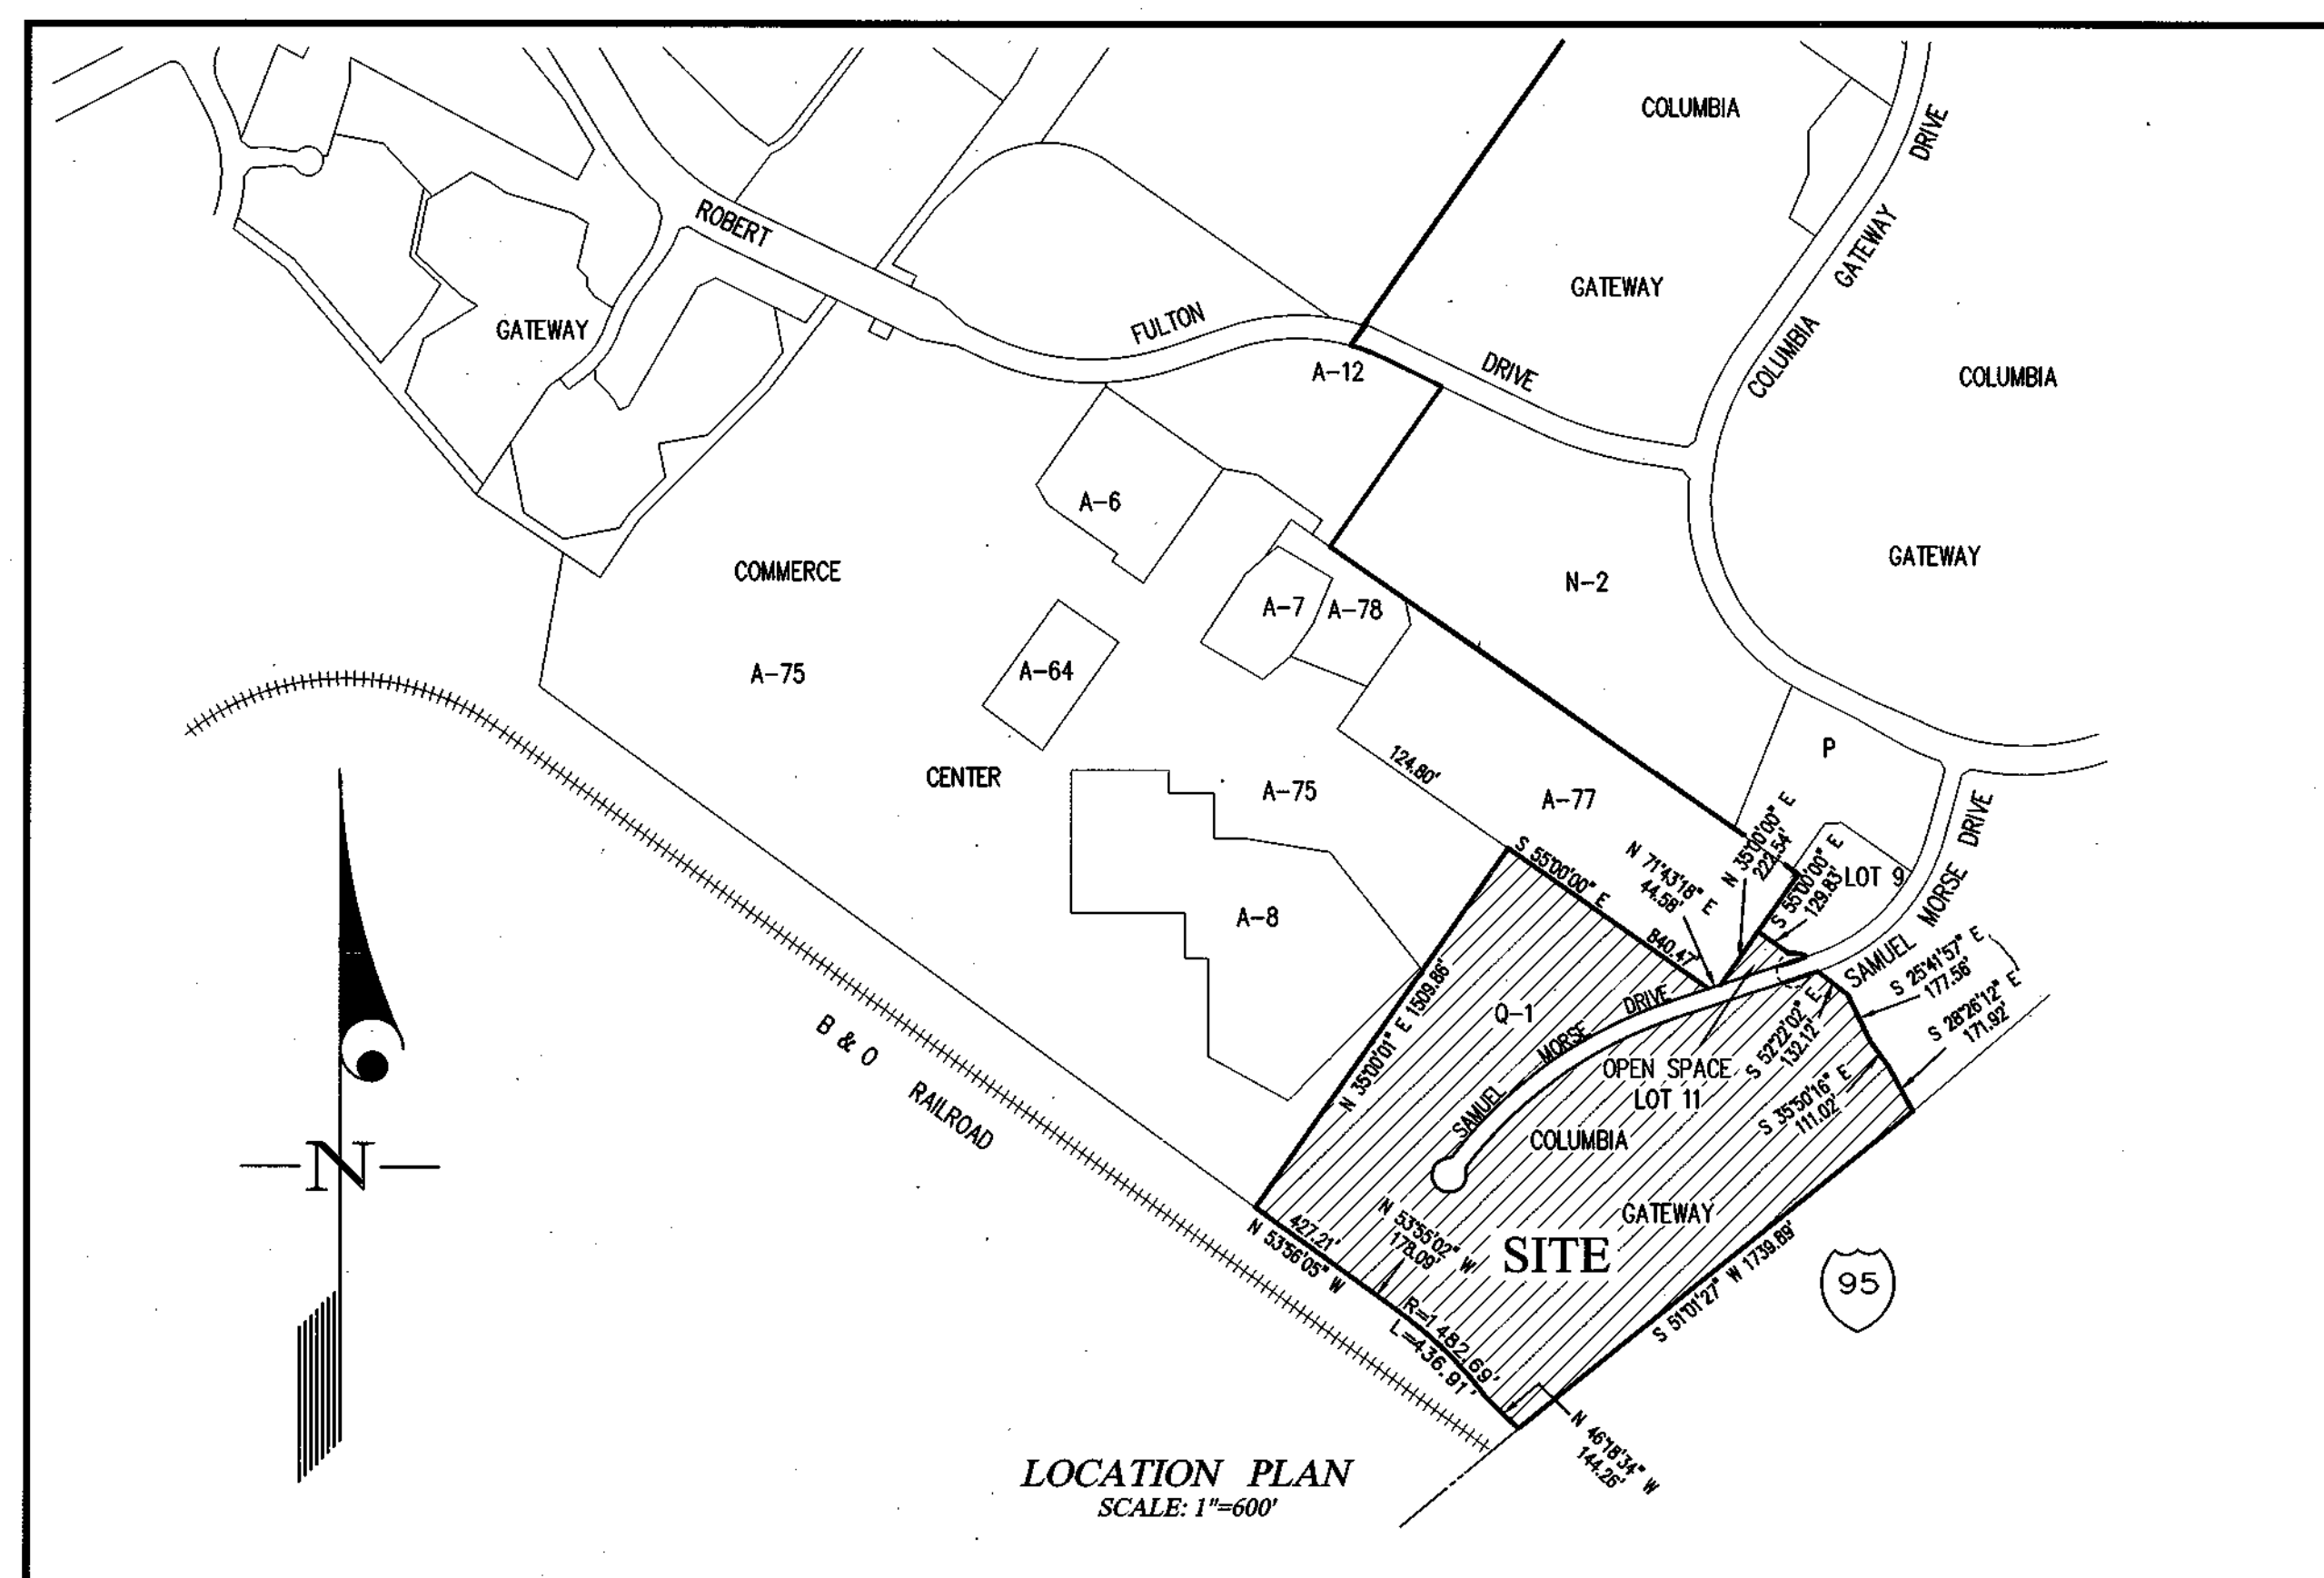 COLUMBIA
DRIVE
ROBERT
GATEWAY
GATEWAY
GATEWAY
FULTON
DRIVE
A-12
COLUMBIA
COLUMBIA
A-6
COMMERCE
GATEWAY
N-2
A-7
A-78
A-64
A-75
P
CENTER
124.80'
A-75
A-77
DRIVE
MORSE
SAMUEL
LOT 9
A-8
S 55°00'00" E
840.47'
N 71°43'18" E
44.58'
N 35°00'00" E
222.54'
S 55°00'00" E
129.83'
S 25°41'57" E
177.56'
S 28°26'12" E
171.92'
S 52°22'02" E
132.12'
S 35°50'16" E
111.02'
N 35°00'01" E 1509.86'
Q-1
SAMUEL MORSE DRIVE
OPEN SPACE
LOT 11
COLUMBIA
GATEWAY
SITE
B & O RAILROAD
N
427.21'
N 53°56'05" W
N 53°55'02" W
178.09'
R=1482.69'
L=436.91'
S 51°01'27" W 1739.89'
95
N 46°18'34" W
144.26'
LOCATION PLAN
SCALE: 1"=600'